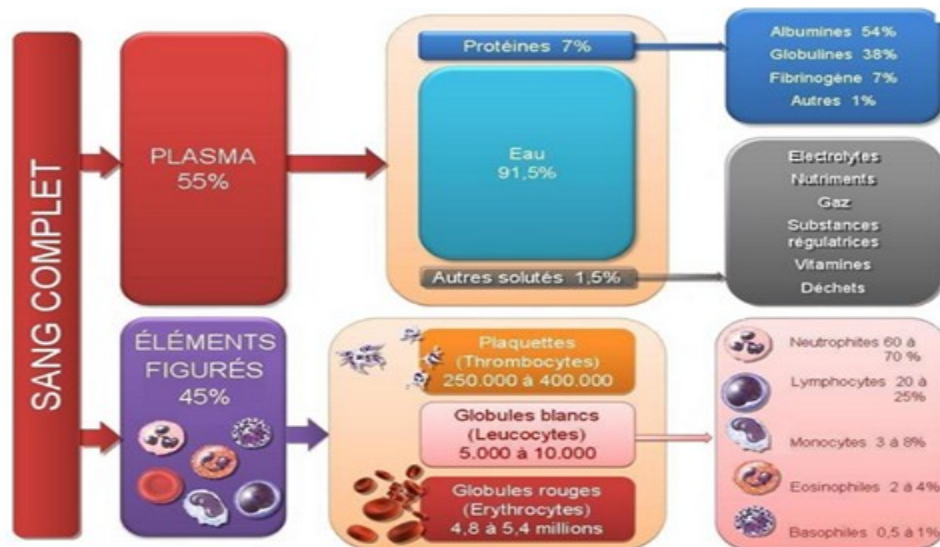 SANG COMPLET
PLASMA
55%
Protéines 7%
Eau
91,5%
Autres solutés 1,5%
Albumines 54%
Globulines 38%
Fibrinogène 7%
Autres 1%
Electrolytes
Nutriments
Gaz
Substances
régulatrices
Vitamines
Déchets
ÉLÉMENTS
FIGURÉS
45%
Plaquettes
(Thrombocytes)
250.000 à 400.000
Globules blancs
(Leucocytes)
5.000 à 10.000
Globules rouges
(Erythrocytes)
4,8 à 5,4 millions
Neutrophites 60 à
70 %
Lymphocytes 20 à
25%
Monocytes 3 à 8%
Eosinophiles 2 à 4%
Basophiles 0,5 à 1%